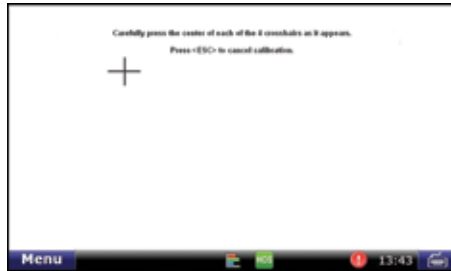 Carefully press the center of each of the 4 crosshairs as it appears.
Press <ESC> to cancel calibration.
Menu
HOS
13:43